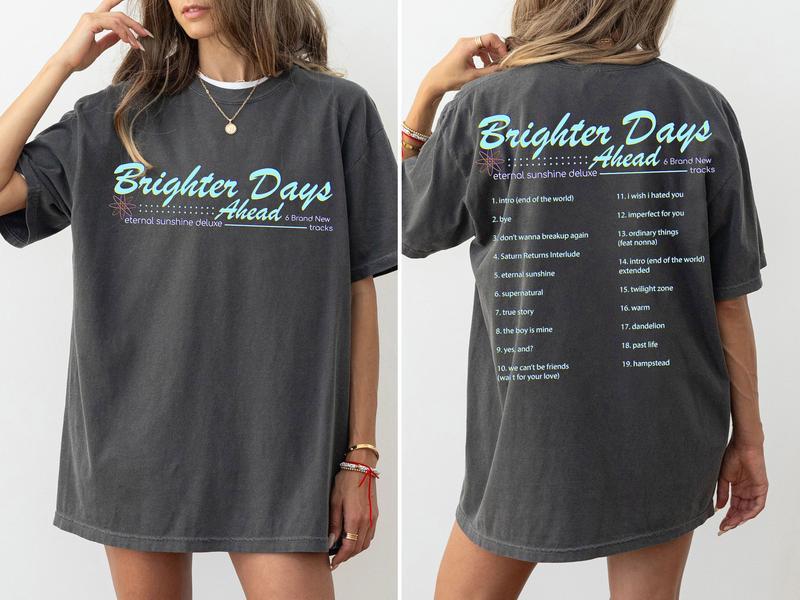 Brighter Days
Ahead 6 Brand New
eternal sunshine deluxe tracks
Brighter Days
Ahead 6 Brand New
eternal sunshine deluxe tracks
1. intro (end of the world)
2. bye
3. don't wanna breakup again
4. Saturn Returns Interlude
5. eternal sunshine
6. supernatural
7. true story
8. the boy is mine
9. yes, and?
10. we can't be friends
(wait for your love)
11. i wish i hated you
12. imperfect for you
13. ordinary things
(feat nonna)
14. intro (end of the world)
extended
15. twilight zone
16. warm
17. dandelion
18. past life
19. hampstead